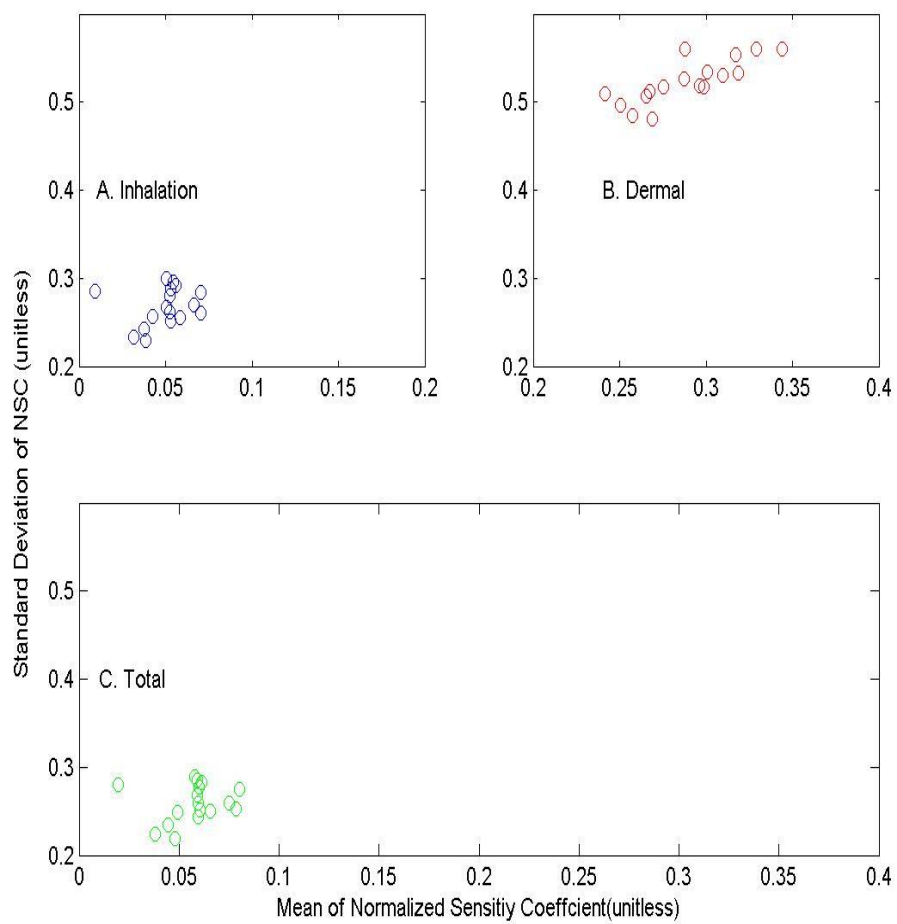 0.5
0.4
0.3
0.2
A. Inhalation
0 0.05 0.1 0.15 0.2
0.5
0.4
0.3
0.2
B. Dermal
0.2 0.25 0.3 0.35 0.4
Standard Deviation of NSC (unitless)
0.5
0.4
0.3
0.2
C. Total
0 0.05 0.1 0.15 0.2 0.25 0.3 0.35 0.4
Mean of Normalized Sensitiy Coeffcient(unitless)